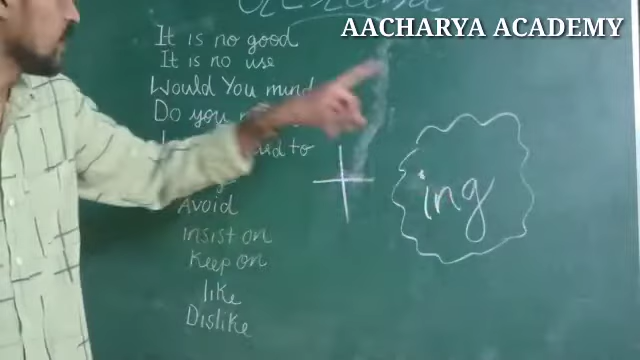 AACHARYA ACADEMY
It is no good
It is no use
Would You mind
Do you
to
Avoid
insist on
Keep on
like
Dislike
+
ing